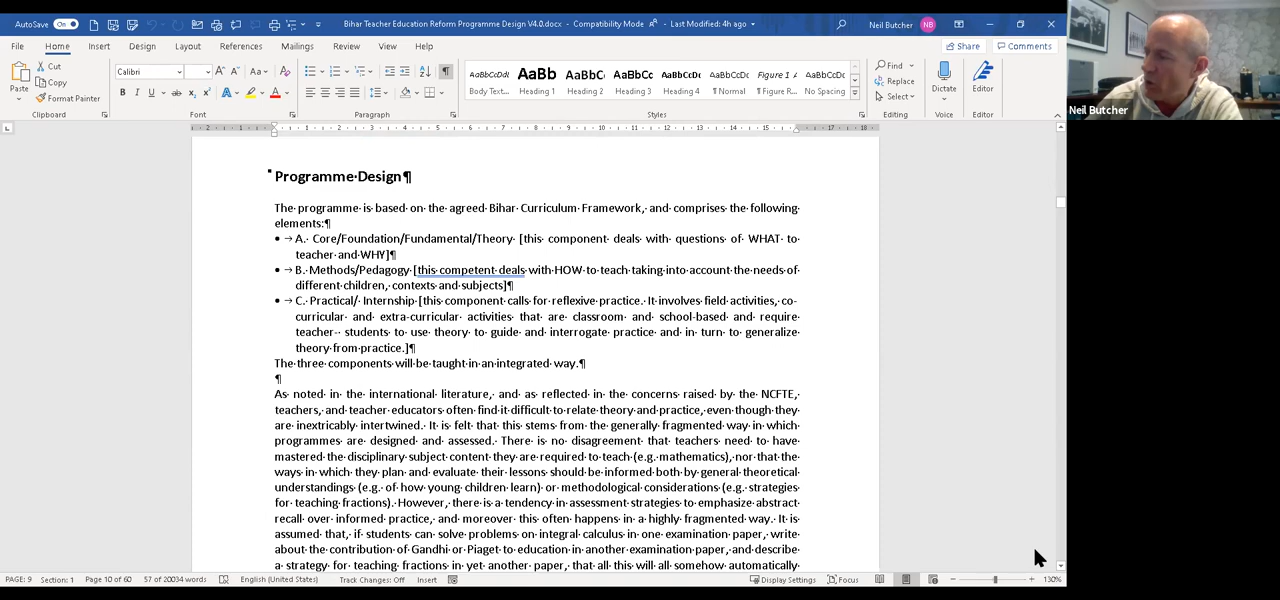 AutoSave On
Bihar Teacher Education Reform Programme Design V4.0.docx - Compatibility Mode
Last Modified: 4h ago
Neil Butcher NB
File Home Insert Design Layout References Mailings Review View Help
Share Comments
Paste
Cut
Copy
Format Painter
Clipboard
Calibri
Font
Paragraph
AaBbCcDd AaBb AaBbC AaBbCc AaBbCcDc AaBbCcDc Figure 1 AaBbCcDc
Body Text... Heading 1 Heading 2 Heading 3 Heading 4 ¶ Normal ¶ Figure R... No Spacing
Styles
Find
Replace
Select
Editing
Dictate
Voice
Editor
Editor
Neil Butcher
Programme Design¶
The programme is based on the agreed Bihar Curriculum Framework, and comprises the following
elements:¶
• → A. Core/Foundation/Fundamental/Theory [this component deals with questions of WHAT to
teacher and WHY]¶
• → B. Methods/Pedagogy [this competent deals with HOW to teach taking into account the needs of
different children, contexts and subjects]¶
• → C. Practical/ Internship [this component calls for reflexive practice. It involves field activities, co-
curricular and extra-curricular activities that are classroom and school-based and require
teacher- students to use theory to guide and interrogate practice and in turn to generalize
theory from practice.]¶
The three components will be taught in an integrated way.¶
¶
As noted in the international literature, and as reflected in the concerns raised by the NCFTE,
teachers, and teacher educators often find it difficult to relate theory and practice, even though they
are inextricably intertwined. It is felt that this stems from the generally fragmented way in which
programmes are designed and assessed. There is no disagreement that teachers need to have
mastered the disciplinary subject content they are required to teach (e.g. mathematics), nor that the
ways in which they plan and evaluate their lessons should be informed both by general theoretical
understandings (e.g. of how young children learn) or methodological considerations (e.g. strategies
for teaching fractions). However, there is a tendency in assessment strategies to emphasize abstract
recall over informed practice, and moreover this often happens in a highly fragmented way. It is
assumed that, if students can solve problems on integral calculus in one examination paper, write
about the contribution of Gandhi or Piaget to education in another examination paper, and describe
a strategy for teaching fractions in yet another paper, that all this will all somehow automatically
PAGE: 9 Section: 1 Page 10 of 60 57 of 20034 words English (United States) Track Changes: Off Insert
Display Settings Focus 130%